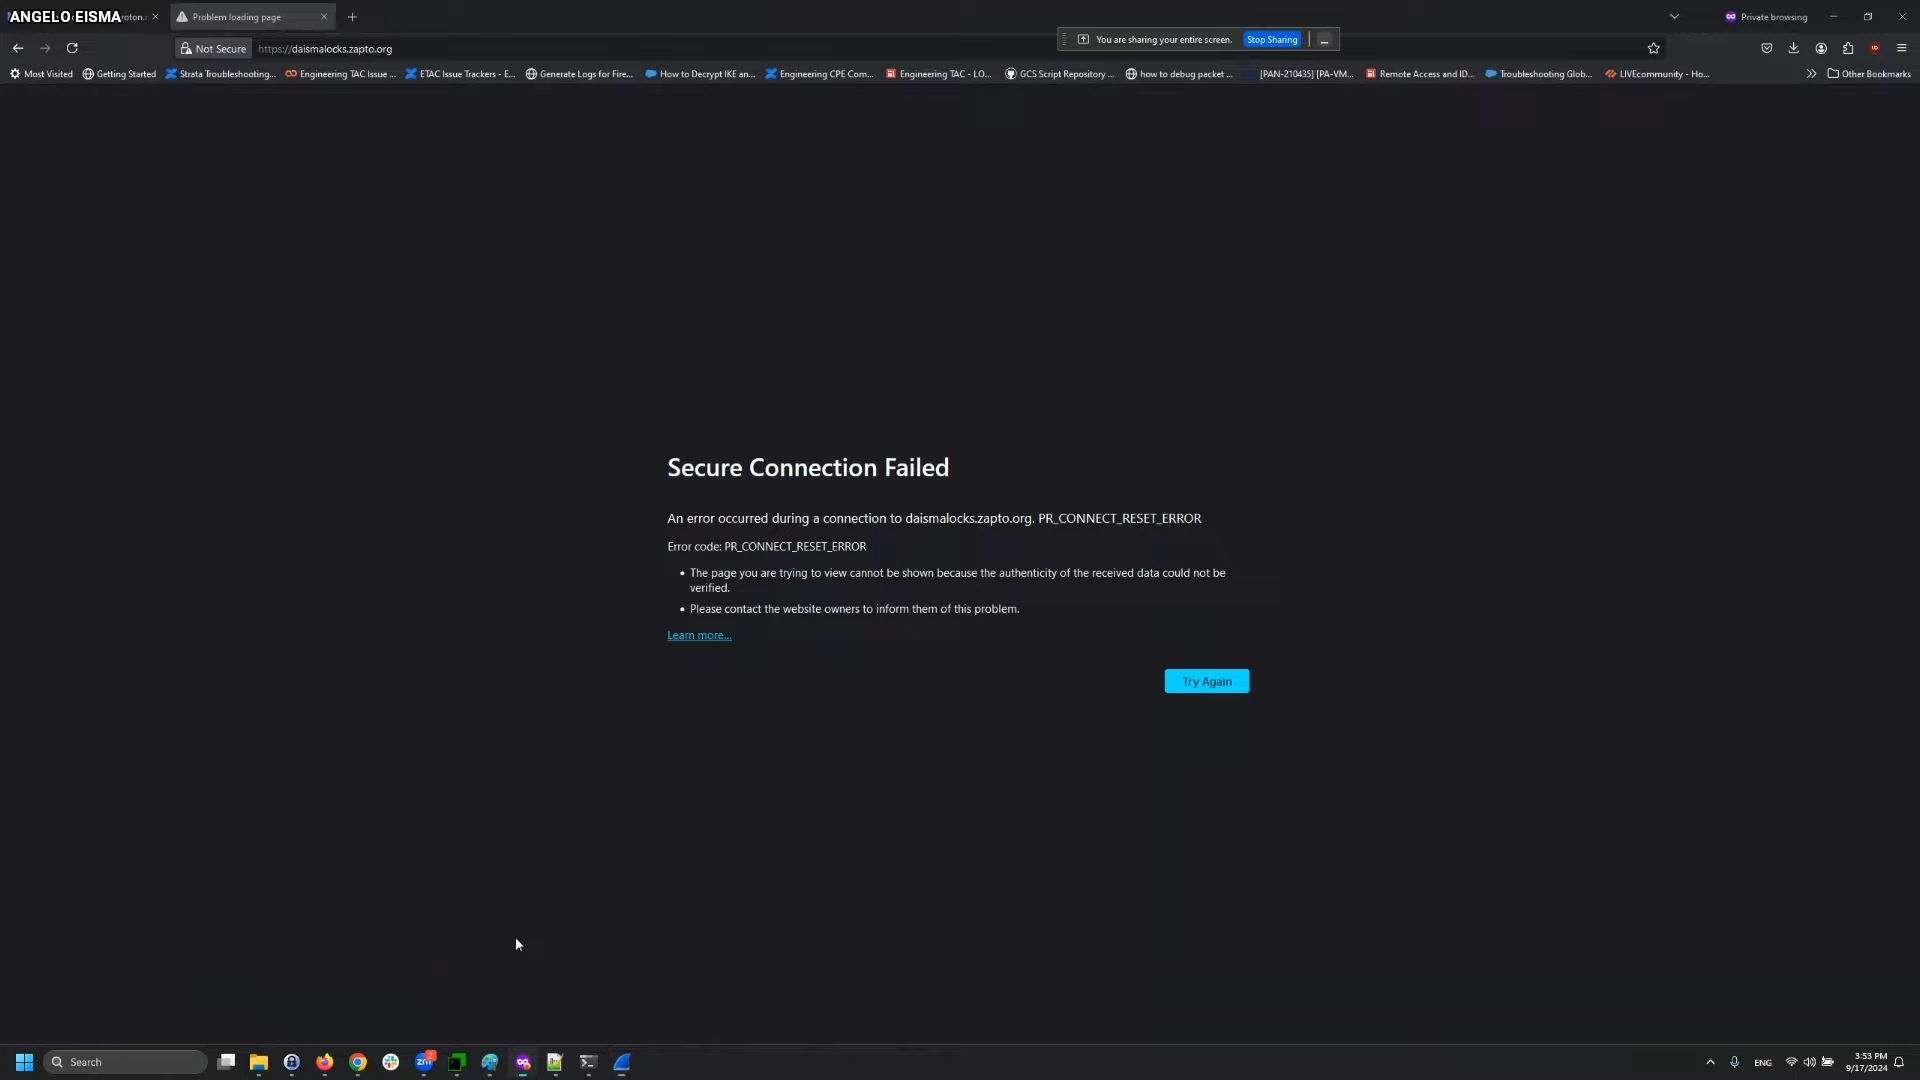 ANGELO EISMA
roton.
Problem loading page
Private browsing
Not Secure
https://daismalocks.zapto.org
You are sharing your entire screen.
Stop Sharing
Most Visited
Getting Started
Strata Troubleshooting...
Engineering TAC Issue ...
ETAC Issue Trackers - E...
Generate Logs for Fire...
How to Decrypt IKE an...
Engineering CPE Com...
Engineering TAC - LO...
GCS Script Repository ...
how to debug packet ...
[PAN-210435] [PA-VM...
Remote Access and ID...
Troubleshooting Glob...
LIVEcommunity - Ho...
Other Bookmarks
Secure Connection Failed
An error occurred during a connection to daismalocks.zapto.org. PR_CONNECT_RESET_ERROR
Error code: PR_CONNECT_RESET_ERROR
• The page you are trying to view cannot be shown because the authenticity of the received data could not be
verified.
• Please contact the website owners to inform them of this problem.
Learn more...
Try Again
Search
zm
2
ENG
3:53 PM
9/17/2024